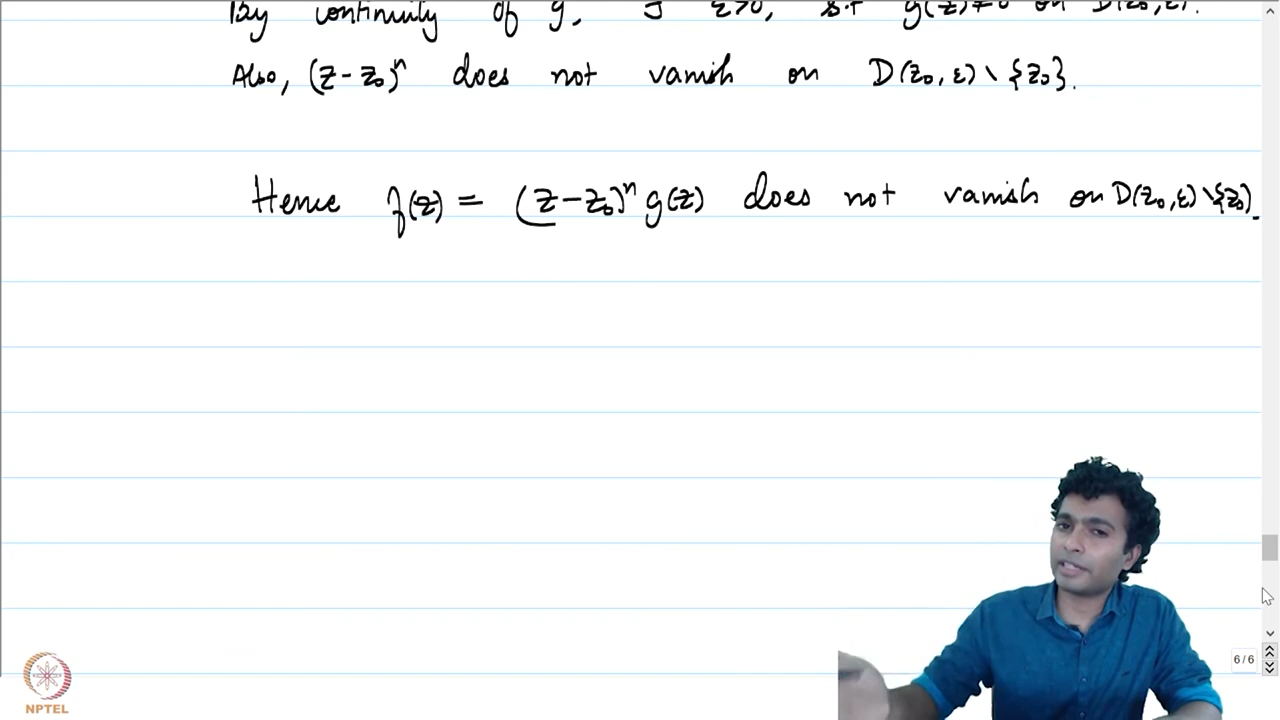 By continuity of g, ∃ ε>0, s.t g(z)≠0 on D(z₀,ε).
Also, (z-z₀)ⁿ does not vanish on D(z₀,ε)\{z₀}.
Hence f(z) = (z-z₀)ⁿ g(z) does not vanish on D(z₀,ε)\{z₀}.
6/6
NPTEL